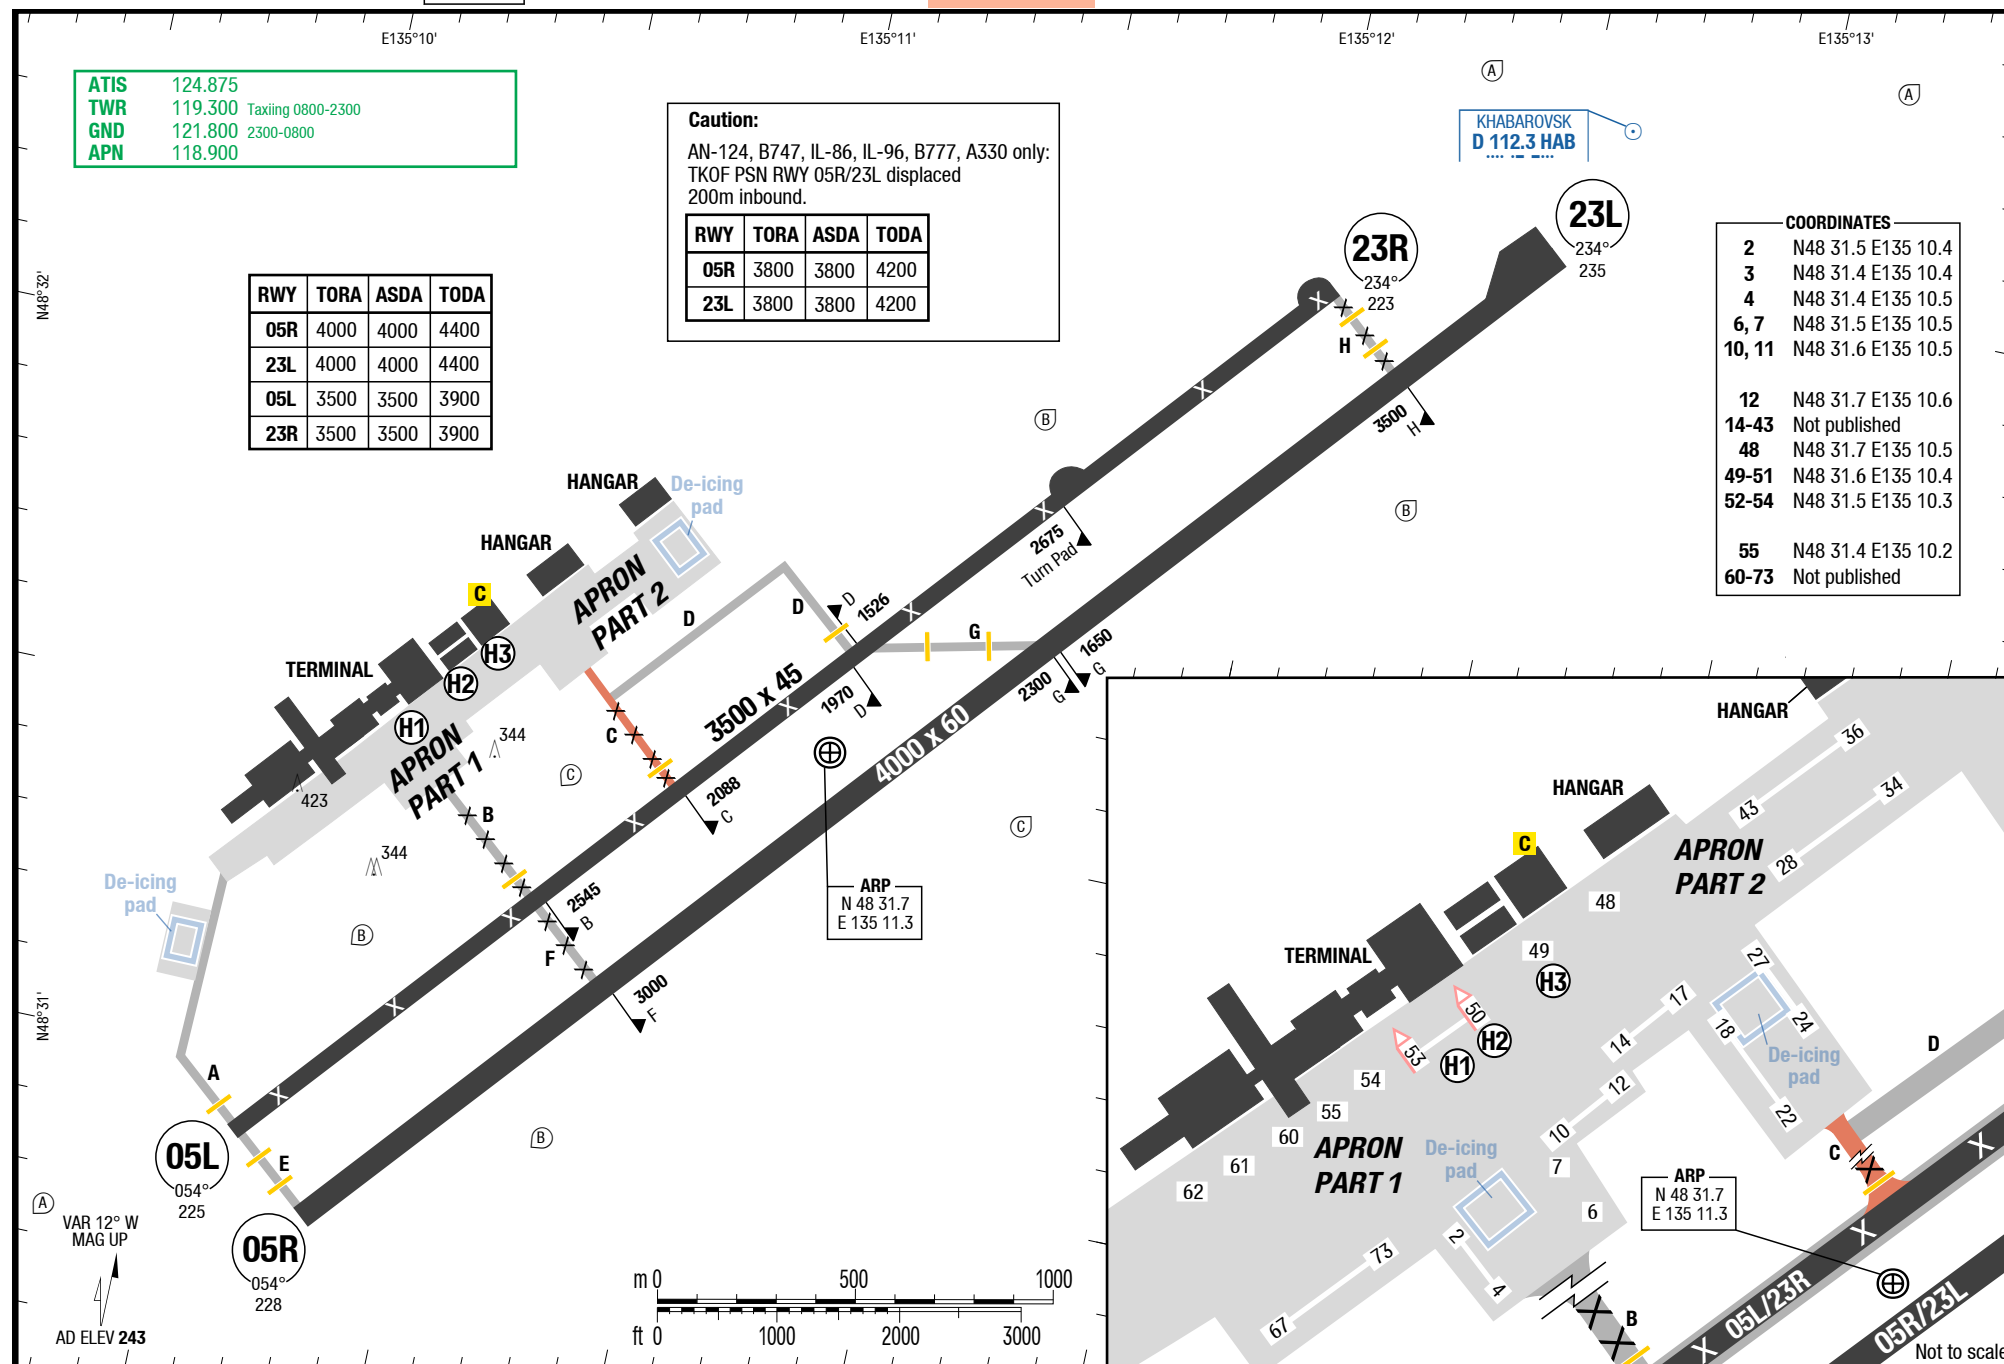 E135°10'
E135°11'
E135°12'
E135°13'
ATIS 124.875
TWR 119.300 Taxiing 0800-2300
GND 121.800 2300-0800
APN 118.900
Caution:
AN-124, B747, IL-86, IL-96, B777, A330 only:
TKOF PSN RWY 05R/23L displaced
200m inbound.
RWY TORA ASDA TODA
05R 3800 3800 4200
23L 3800 3800 4200
A
A
KHABAROVSK
D 112.3 HAB
RWY TORA ASDA TODA
05R 4000 4000 4400
23L 4000 4000 4400
05L 3500 3500 3900
23R 3500 3500 3900
N48°32'
23R
234°
223
23L
234°
235
COORDINATES
2 N48 31.5 E135 10.4
3 N48 31.4 E135 10.4
4 N48 31.4 E135 10.5
6, 7 N48 31.5 E135 10.5
10, 11 N48 31.6 E135 10.5
12 N48 31.7 E135 10.6
14-43 Not published
48 N48 31.7 E135 10.5
49-51 N48 31.6 E135 10.4
52-54 N48 31.5 E135 10.3
55 N48 31.4 E135 10.2
60-73 Not published
H
3500
H
B
B
HANGAR
De-icing
pad
HANGAR
C
APRON
PART 2
D
D
D
1526
2675
Turn Pad
G
1650
G
2300
G
TERMINAL
H3
H2
H1
APRON
PART 1
344
423
344
C
C
3500 x 45
1970
D
4000 x 60
2088
C
C
B
2545
B
F
3000
F
ARP
N 48 31.7
E 135 11.3
De-icing
pad
B
B
N48°31'
A
E
05L
054°
225
05R
054°
228
A
VAR 12° W
MAG UP
AD ELEV 243
m 0 500 1000
ft 0 1000 2000 3000
HANGAR
36
HANGAR
43
34
C
APRON
PART 2
28
48
TERMINAL
49
H3
27
50
17
18
24
53
H2
H1
14
De-icing
pad
D
54
12
55
22
60
10
APRON
PART 1
De-icing
pad
C
61
7
62
6
ARP
N 48 31.7
E 135 11.3
2
73
4
67
B
05L/23R
05R/23L
Not to scale